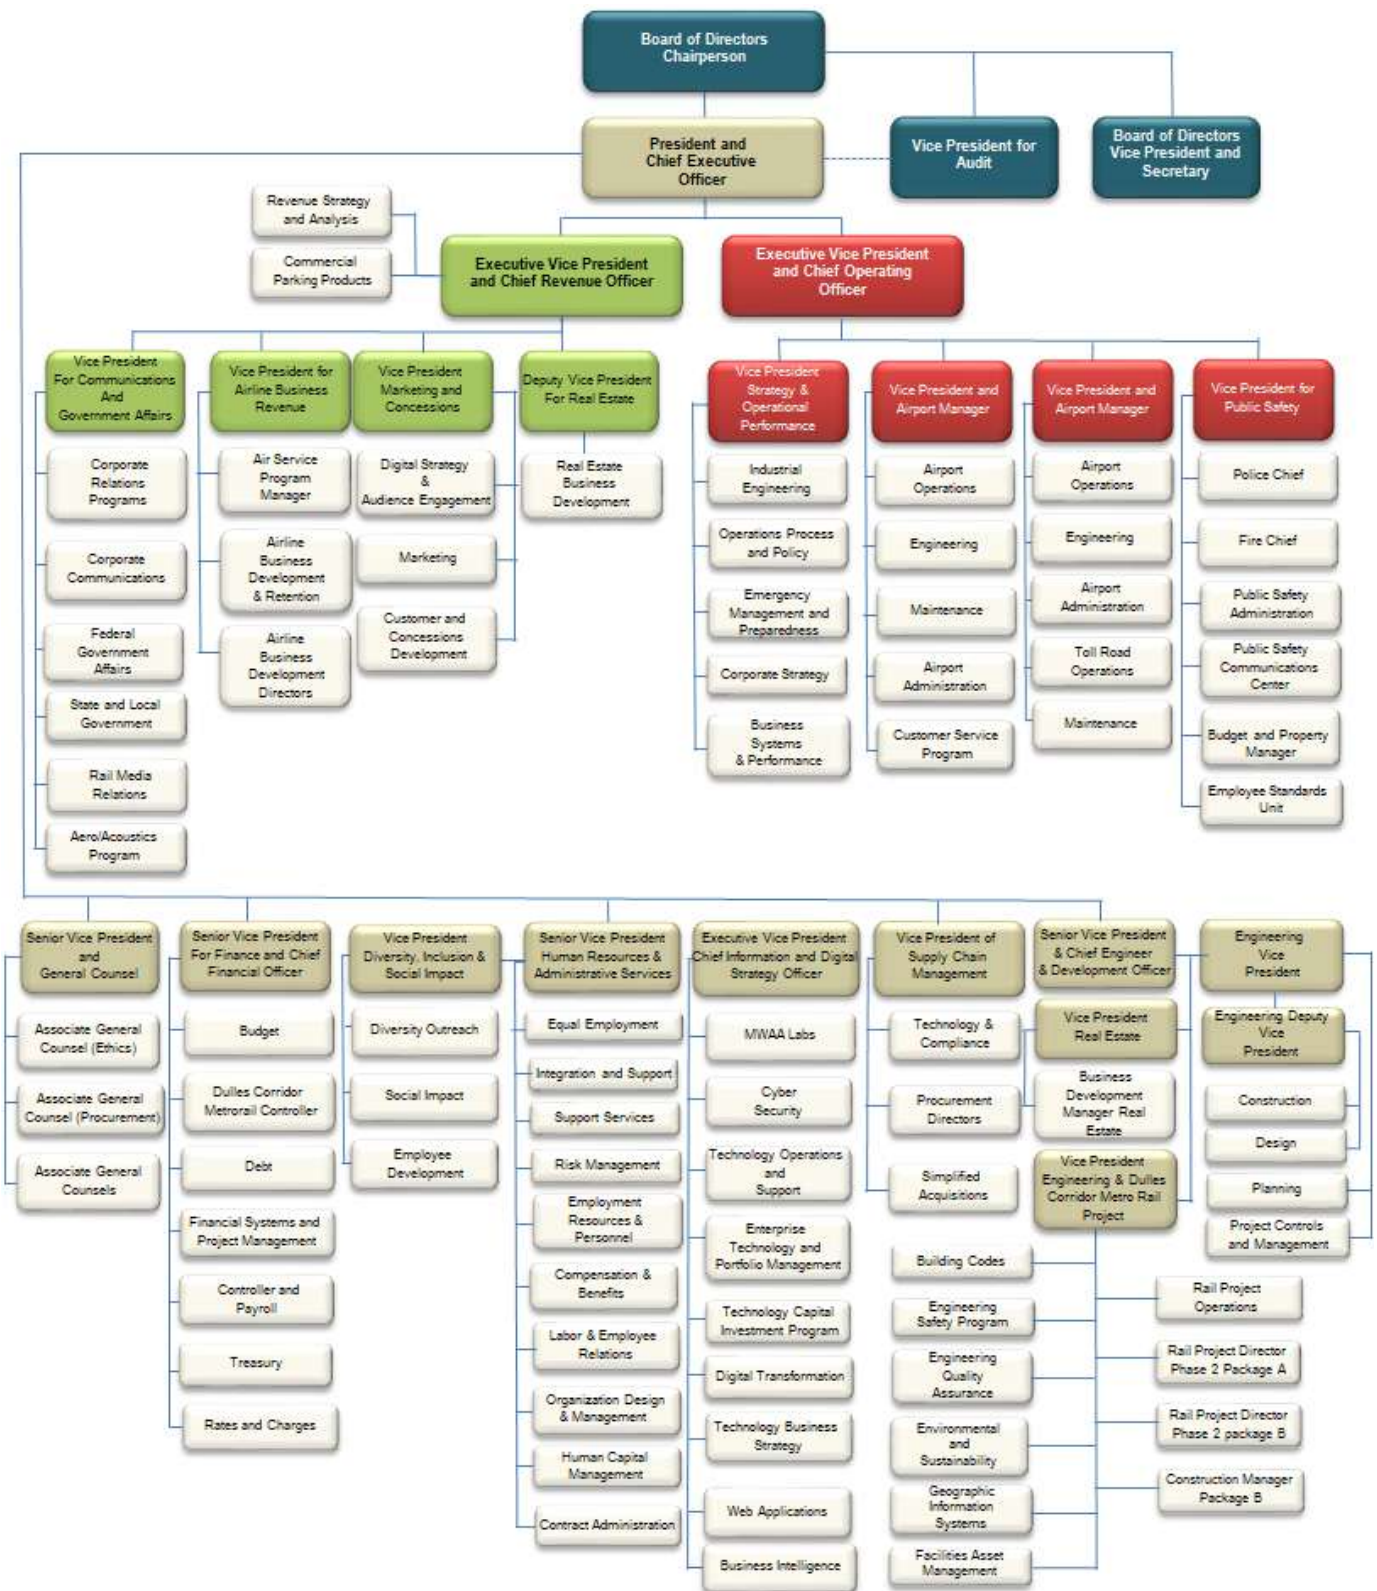 Board of Directors
Chairperson
President and
Chief Executive
Officer
Vice President for
Audit
Board of Directors
Vice President and
Secretary
Revenue Strategy
and Analysis
Commercial
Parking Products
Executive Vice President
and Chief Revenue Officer
Executive Vice President
and Chief Operating
Officer
Vice President
For Communications
And
Government Affairs
Vice President for
Airline Business
Revenue
Vice President
Marketing and
Concessions
Deputy Vice President
For Real Estate
Vice President
Strategy &
Operational
Performance
Vice President and
Airport Manager
Vice President and
Airport Manager
Vice President for
Public Safety
Corporate
Relations
Programs
Corporate
Communications
Federal
Government
Affairs
State and Local
Government
Rail Media
Relations
Aero/Acoustics
Program
Air Service
Program
Manager
Airline
Business
Development
& Retention
Airline
Business
Development
Directors
Digital Strategy
&
Audience Engagement
Marketing
Customer and
Concessions
Development
Real Estate
Business
Development
Industrial
Engineering
Operations Process
and Policy
Emergency
Management and
Preparedness
Corporate Strategy
Business
Systems
& Performance
Airport
Operations
Engineering
Maintenance
Airport
Administration
Customer Service
Program
Airport
Operations
Engineering
Airport
Administration
Toll Road
Operations
Maintenance
Police Chief
Fire Chief
Public Safety
Administration
Public Safety
Communications
Center
Budget and Property
Manager
Employee Standards
Unit
Senior Vice President
and
General Counsel
Associate General
Counsel (Ethics)
Associate General
Counsel (Procurement)
Associate General
Counsels
Senior Vice President
For Finance and Chief
Financial Officer
Budget
Dulles Corridor
Metrorail Controller
Debt
Financial Systems and
Project Management
Controller and
Payroll
Treasury
Rates and Charges
Vice President
Diversity, Inclusion &
Social Impact
Diversity Outreach
Social Impact
Employee
Development
Senior Vice President
Human Resources &
Administrative Services
Equal Employment
Integration and Support
Support Services
Risk Management
Employment
Resources &
Personnel
Compensation &
Benefits
Labor & Employee
Relations
Organization Design
& Management
Human Capital
Management
Contract Administration
Executive Vice President
Chief Information and Digital
Strategy Officer
MWAA Labs
Cyber
Security
Technology Operations
and
Support
Enterprise
Technology and
Portfolio Management
Technology Capital
Investment Program
Digital Transformation
Technology Business
Strategy
Web Applications
Business Intelligence
Vice President of
Supply Chain
Management
Technology &
Compliance
Procurement
Directors
Simplified
Acquisitions
Senior Vice President
& Chief Engineer
& Development Officer
Vice President
Real Estate
Business
Development
Manager Real
Estate
Vice President
Engineering & Dulles
Corridor Metro Rail
Project
Building Codes
Engineering
Safety Program
Engineering
Quality
Assurance
Environmental
and
Sustainability
Geographic
Information
Systems
Facilities Asset
Management
Rail Project
Operations
Rail Project Director
Phase 2 Package A
Rail Project Director
Phase 2 package B
Construction Manager
Package B
Engineering
Vice
President
Engineering Deputy
Vice
President
Construction
Design
Planning
Project Controls
and Management